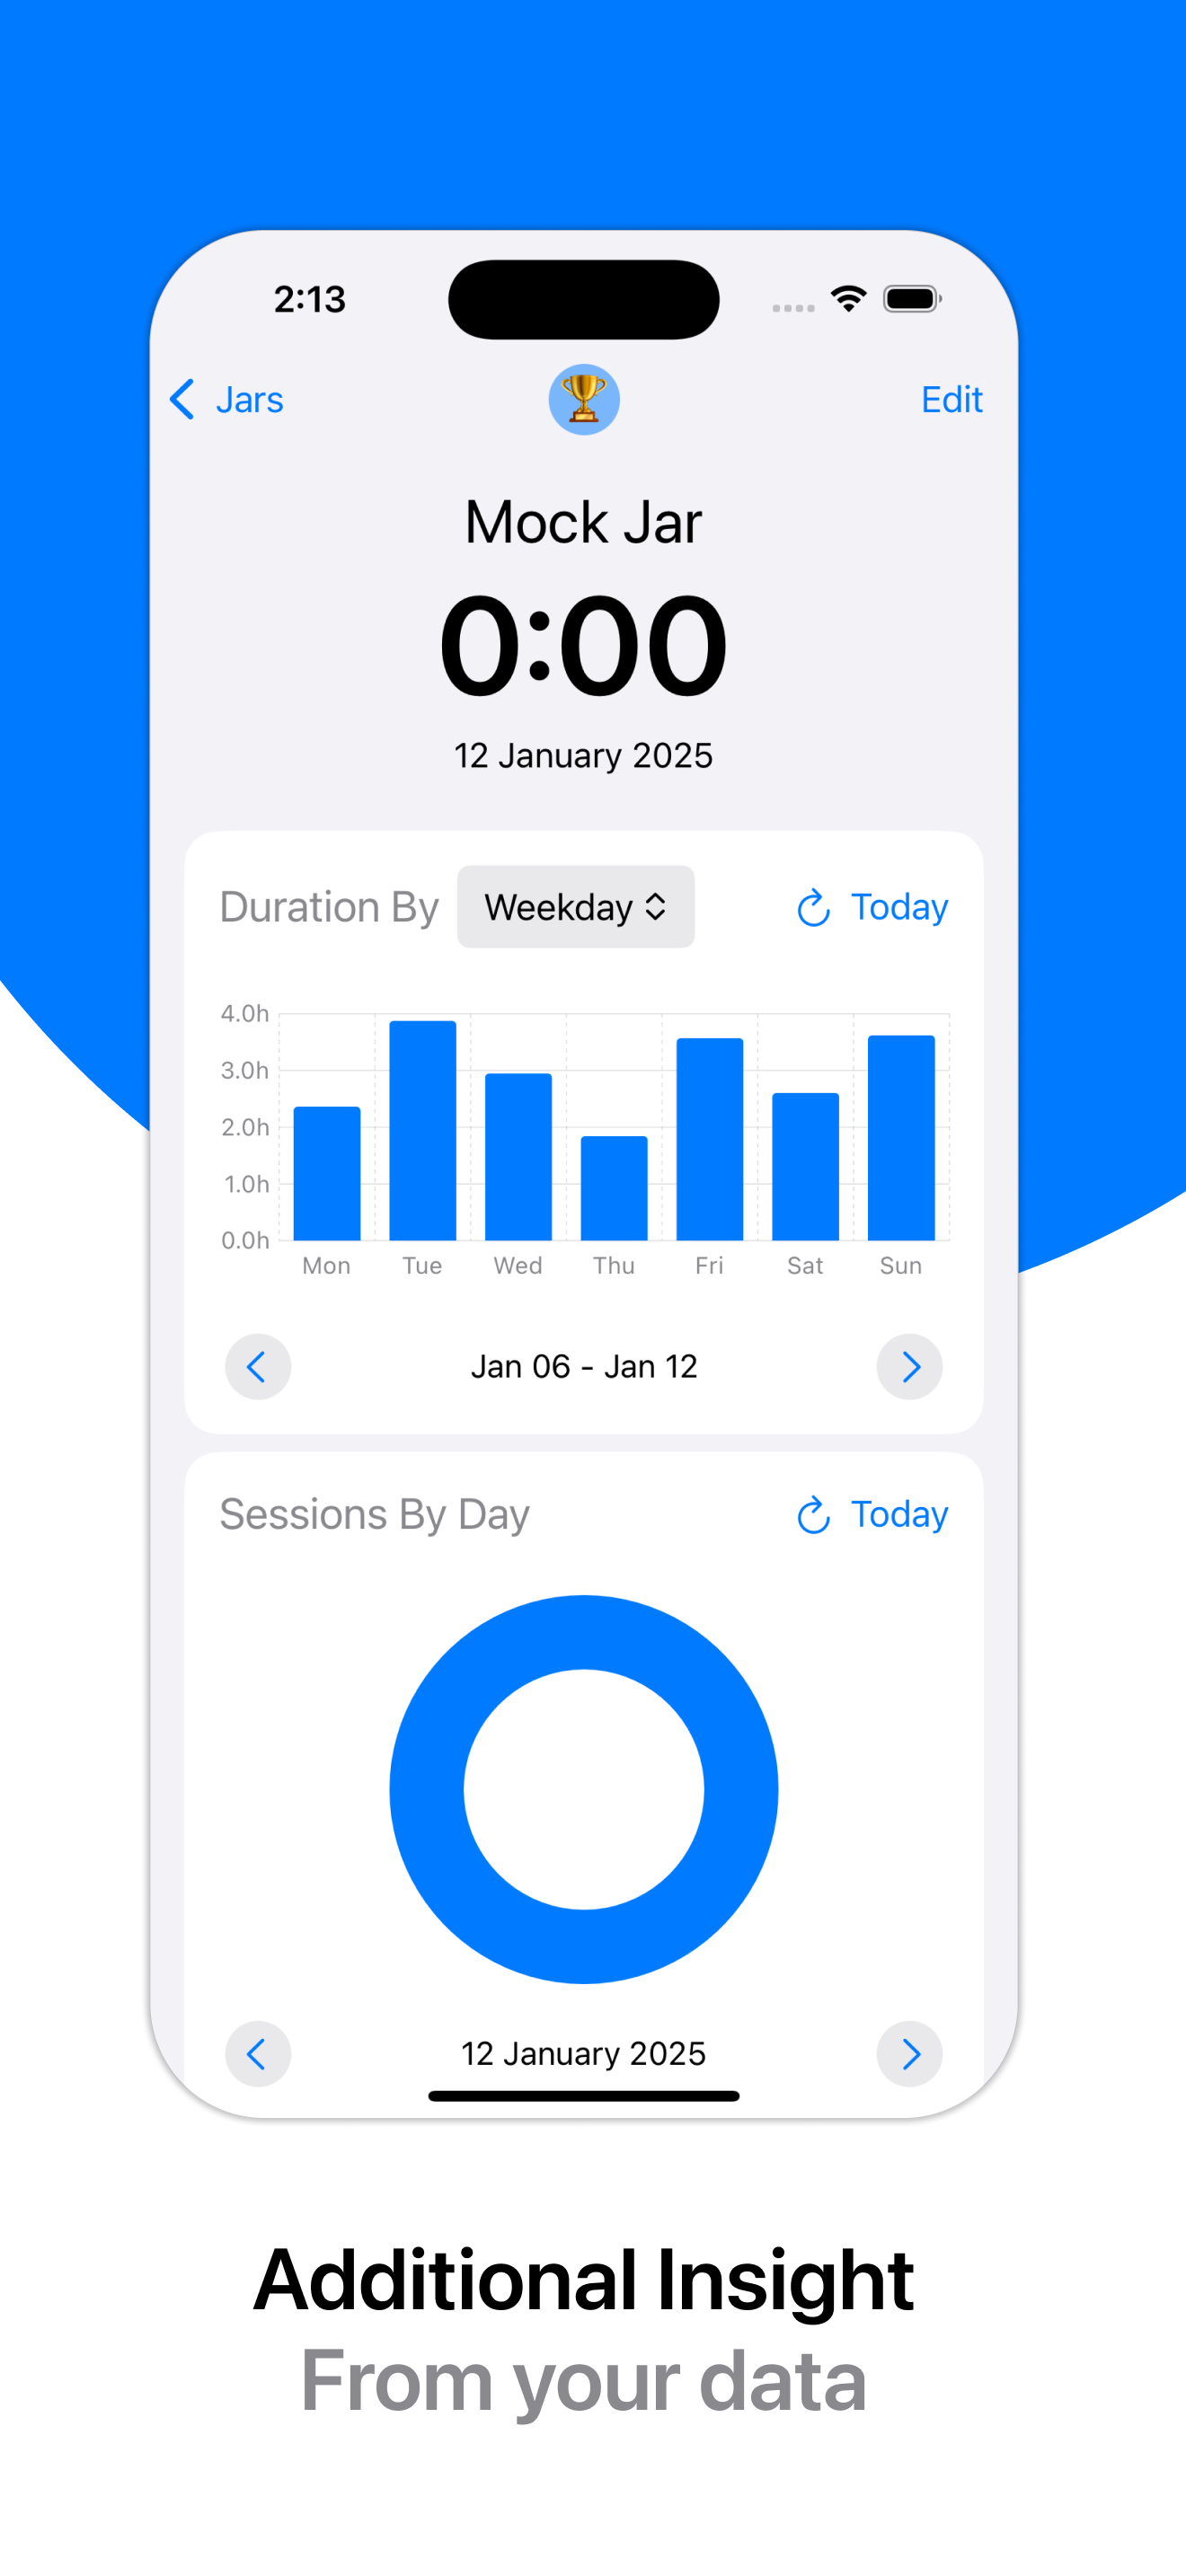 2:13
Jars
Edit
Mock Jar
0:00
12 January 2025
Duration By Weekday Today
4.0h
3.0h
2.0h
1.0h
0.0h
Mon Tue Wed Thu Fri Sat Sun
Jan 06 - Jan 12
Sessions By Day Today
12 January 2025
Additional Insight
From your data